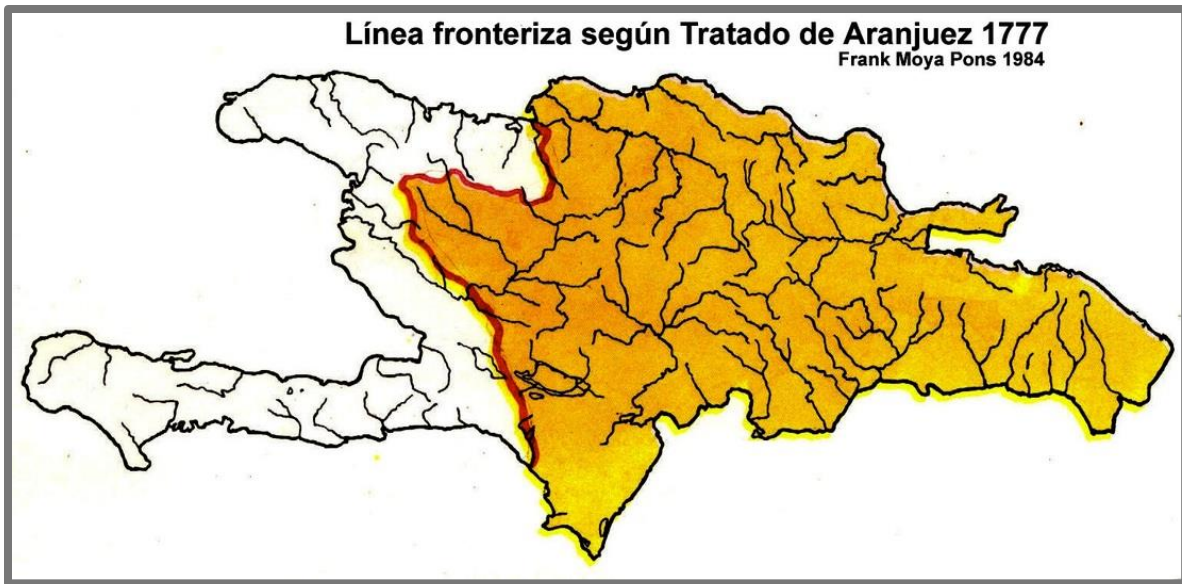 Línea fronteriza según Tratado de Aranjuez 1777
Frank Moya Pons 1984